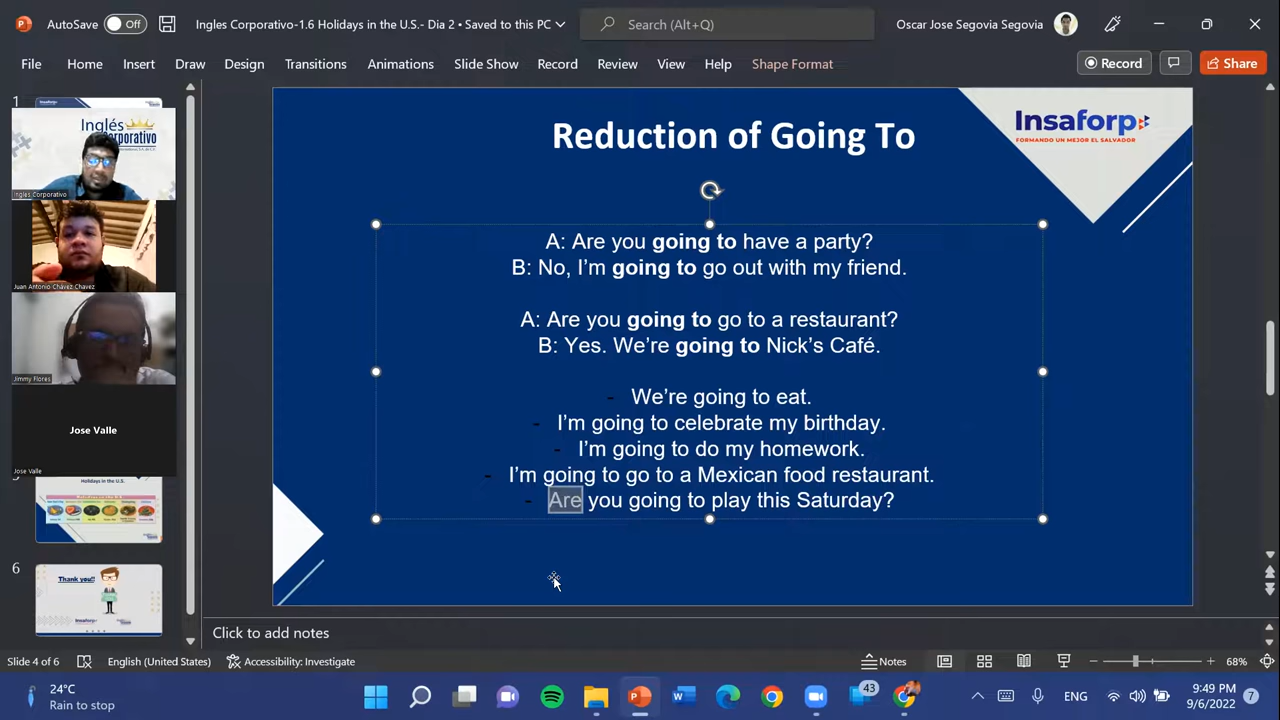 AutoSave Off Ingles Corporativo-1.6 Holidays in the U.S.- Dia 2 • Saved to this PC Search (Alt+Q) Oscar Jose Segovia Segovia
File Home Insert Draw Design Transitions Animations Slide Show Record Review View Help Shape Format Record Share
1
Inglés
Corporativo
Ingles Corporativo
Juan Antonio Chávez Chavez
Jimmy Flores
Jose Valle
Jose Valle
Holidays in the U.S.
6
Thank you!!
Insaforp
FORMANDO UN MEJOR EL SALVADOR
Reduction of Going To
A: Are you going to have a party?
B: No, I'm going to go out with my friend.
A: Are you going to go to a restaurant?
B: Yes. We're going to Nick's Café.
- We're going to eat.
- I'm going to celebrate my birthday.
- I'm going to do my homework.
- I'm going to go to a Mexican food restaurant.
- Are you going to play this Saturday?
Click to add notes
Slide 4 of 6 English (United States) Accessibility: Investigate Notes 68%
24°C
Rain to stop
43
ENG
9:49 PM
9/6/2022
7